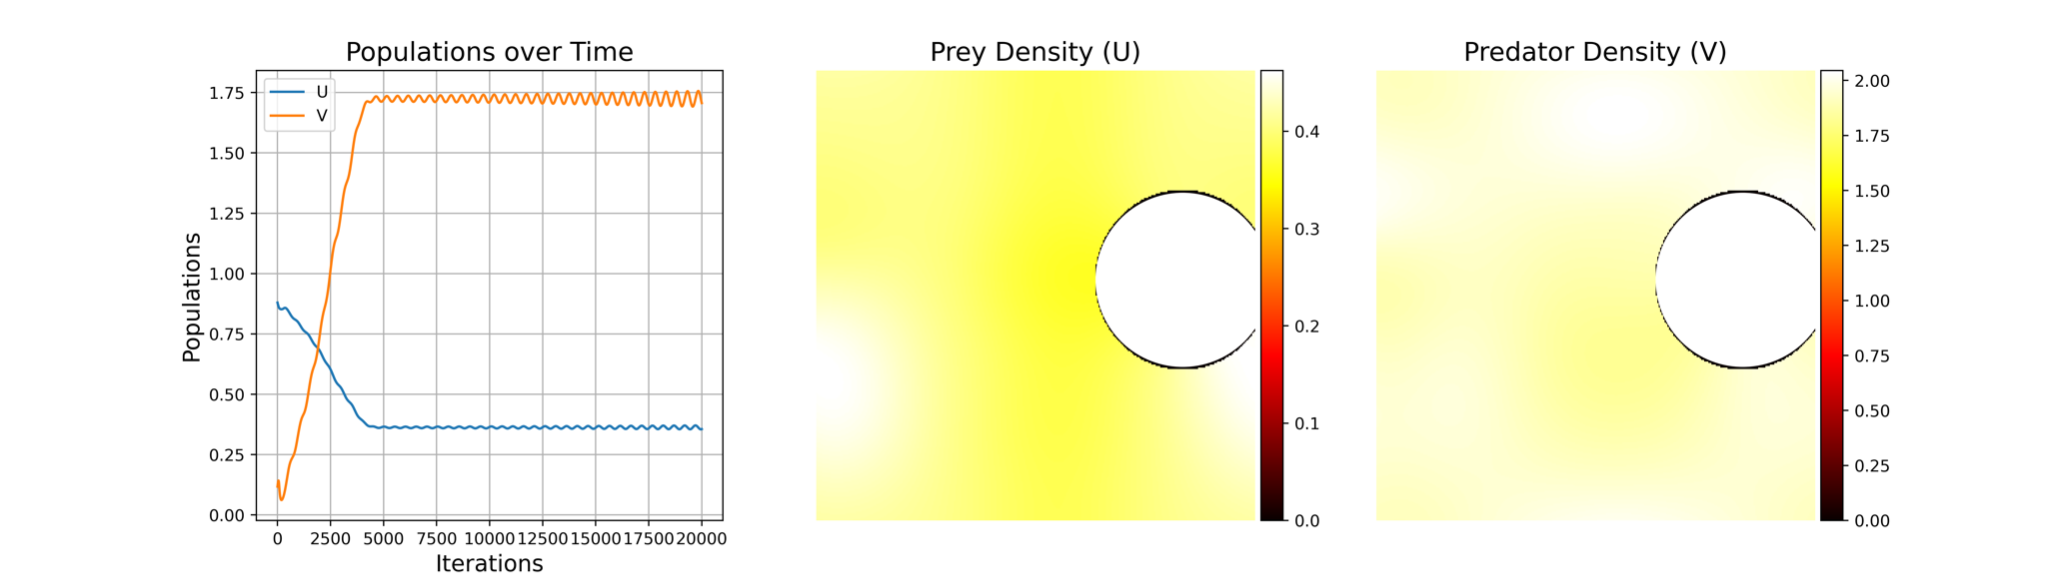 Populations over Time
Populations
1.75
1.50
1.25
1.00
0.75
0.50
0.25
0.00
U
V
0 2500 5000 7500 10000 12500 15000 17500 20000
Iterations
Prey Density (U)
0.4
0.3
0.2
0.1
0.0
Predator Density (V)
2.00
1.75
1.50
1.25
1.00
0.75
0.50
0.25
0.00